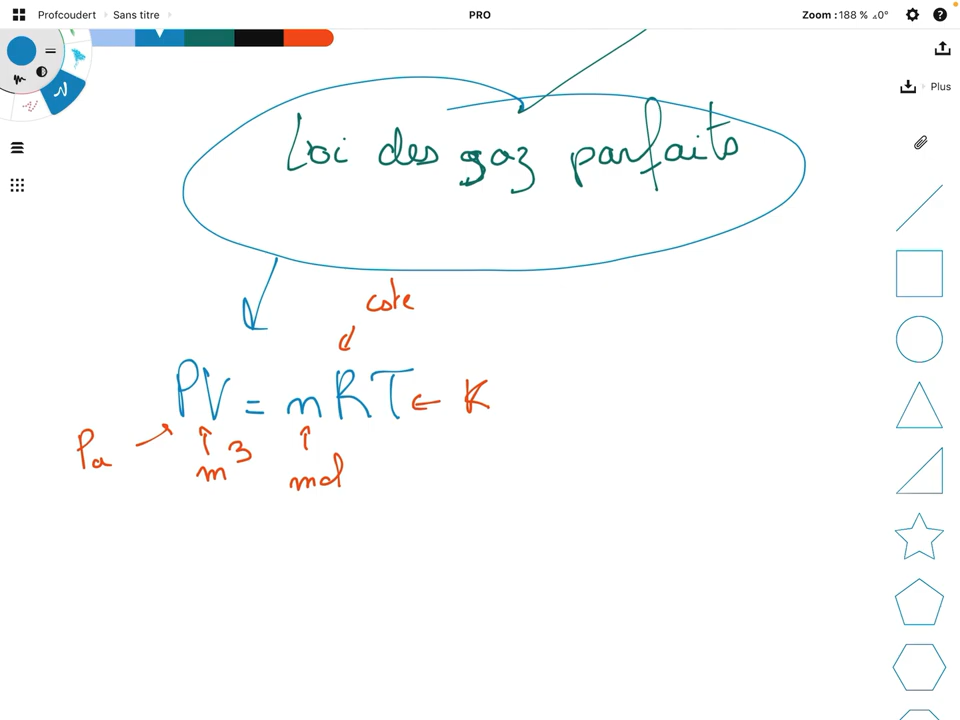 Profcoudert Sans titre PRO Zoom : 188 % ⊿0°
Plus
Loi des gaz parfaits
cste
PV = nRT ← K
Pa → ↑ ↑
m³ mol